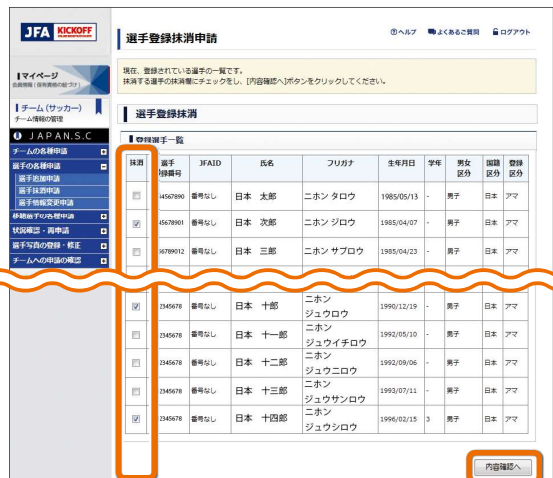 JFA KICKOFF
選手登録抹消申請
ヘルプ よくあるご質問 ログアウト
マイページ
現在、登録されている選手の一覧です。
抹消する選手の抹消欄にチェックをし、[内容確認へ]ボタンをクリックしてください。
チーム (サッカー)
チーム情報の管理
選手登録抹消
JAPAN.S.C
登録選手一覧
チームの各種申請
選手の各種申請
選手追加申請
選手抹消申請
選手情報変更申請
移籍選手の各種申請
状況確認・再申請
選手写真の登録・修正
チームへの申請の確認
抹消 選手登録番号 JFAID 氏名 フリガナ 生年月日 学年 男女区分 国籍区分 登録区分
番号なし 日本 太郎 ニホン タロウ 1985/05/13 - 男子 日本 アマ
45678901 番号なし 日本 次郎 ニホン ジロウ 1985/04/07 - 男子 日本 アマ
56789012 番号なし 日本 三郎 ニホン サブロウ 1985/04/23 - 男子 日本 アマ
2345678 番号なし 日本 十郎 ニホン ジュウロウ 1990/12/19 - 男子 日本 アマ
2345678 番号なし 日本 十一郎 ニホン ジュウイチロウ 1992/05/10 - 男子 日本 アマ
2345678 番号なし 日本 十二郎 ニホン ジュウニロウ 1992/09/06 - 男子 日本 アマ
2345678 番号なし 日本 十三郎 ニホン ジュウサンロウ 1993/07/11 - 男子 日本 アマ
2345678 番号なし 日本 十四郎 ニホン ジュウシロウ 1996/02/15 3 男子 日本 アマ
内容確認へ